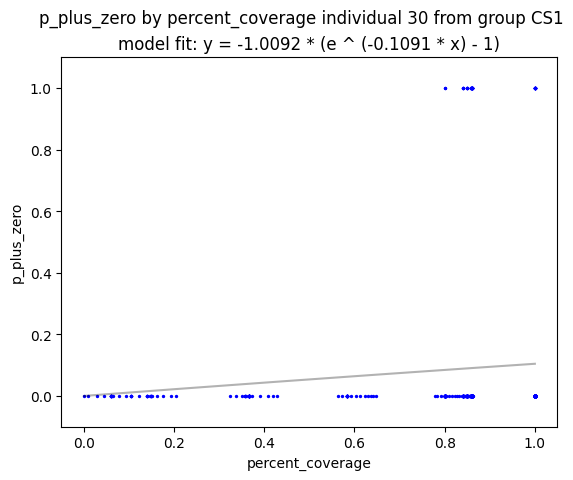 p_plus_zero by percent_coverage individual 30 from group CS1
model fit: y = -1.0092 * (e ^ (-0.1091 * x) - 1)
1.0
0.8
0.6
0.4
0.2
0.0
p_plus_zero
0.0 0.2 0.4 0.6 0.8 1.0
percent_coverage